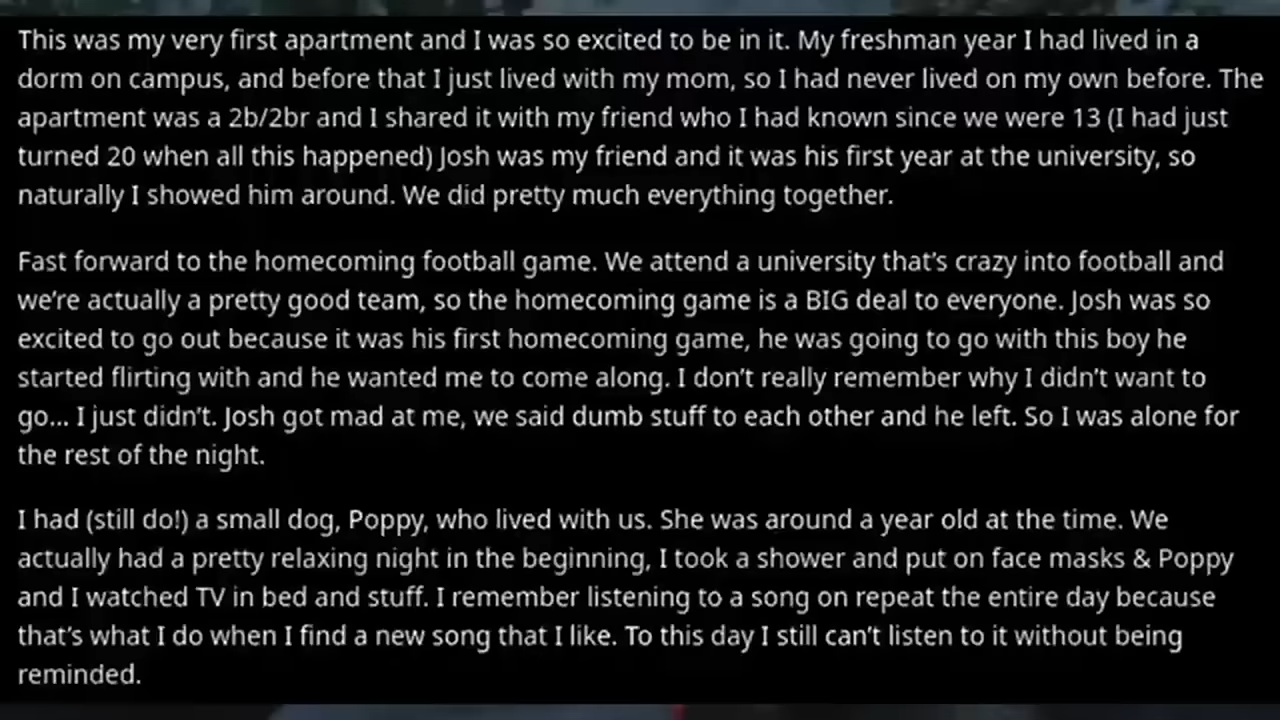 This was my very first apartment and I was so excited to be in it. My freshman year I had lived in a
dorm on campus, and before that I just lived with my mom, so I had never lived on my own before. The
apartment was a 2b/2br and I shared it with my friend who I had known since we were 13 (I had just
turned 20 when all this happened) Josh was my friend and it was his first year at the university, so
naturally I showed him around. We did pretty much everything together.
Fast forward to the homecoming football game. We attend a university that's crazy into football and
we're actually a pretty good team, so the homecoming game is a BIG deal to everyone. Josh was so
excited to go out because it was his first homecoming game, he was going to go with this boy he
started flirting with and he wanted me to come along. I don't really remember why I didn't want to
go... I just didn't. Josh got mad at me, we said dumb stuff to each other and he left. So I was alone for
the rest of the night.
I had (still do!) a small dog, Poppy, who lived with us. She was around a year old at the time. We
actually had a pretty relaxing night in the beginning, I took a shower and put on face masks & Poppy
and I watched TV in bed and stuff. I remember listening to a song on repeat the entire day because
that's what I do when I find a new song that I like. To this day I still can't listen to it without being
reminded.